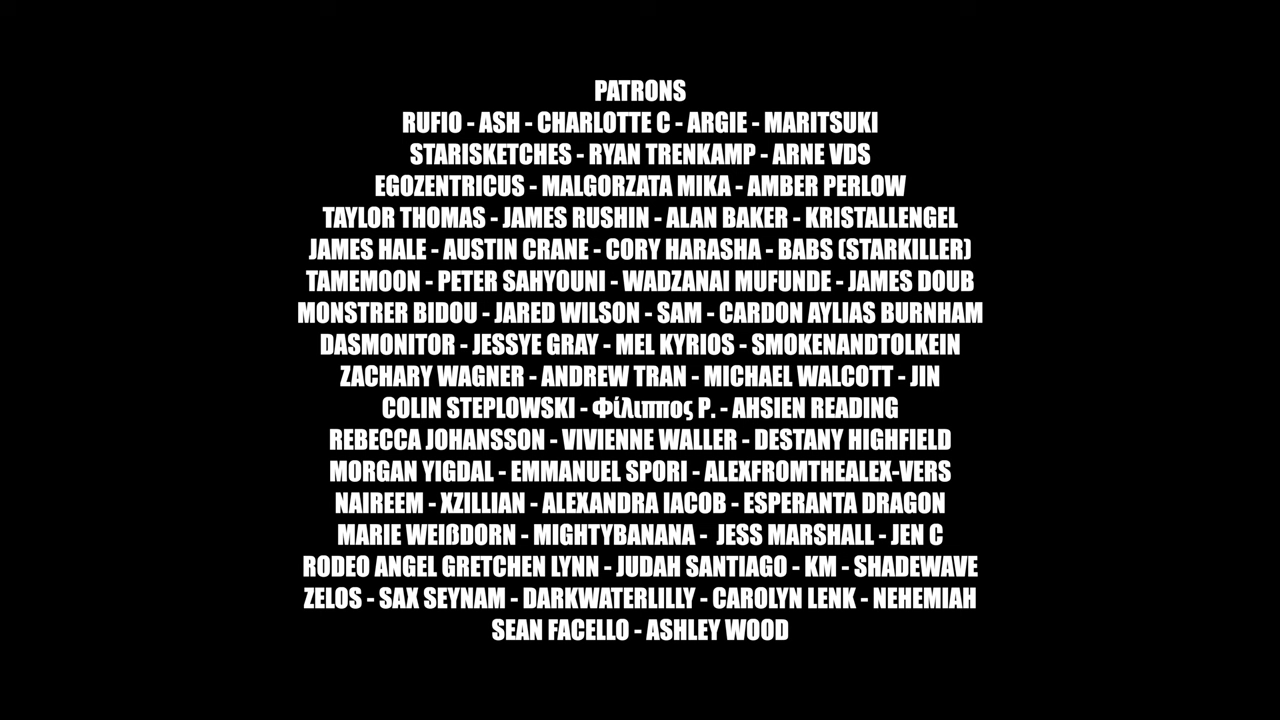 PATRONS
RUFIO - ASH - CHARLOTTE C - ARGIE - MARITSUKI
STARISKETCHES - RYAN TRENKAMP - ARNE VDS
EGOZENTRICUS - MALGORZATA MIKA - AMBER PERLOW
TAYLOR THOMAS - JAMES RUSHIN - ALAN BAKER - KRISTALLENGEL
JAMES HALE - AUSTIN CRANE - CORY HARASHA - BABS (STARKILLER)
TAMEMOON - PETER SAHYOUNI - WADZANAI MUFUNDE - JAMES DOUB
MONSTRER BIDOU - JARED WILSON - SAM - CARDON AYLIAS BURNHAM
DASMONITOR - JESSYE GRAY - MEL KYRIOS - SMOKENANDTOLKEIN
ZACHARY WAGNER - ANDREW TRAN - MICHAEL WALCOTT - JIN
COLIN STEPLOWSKI - Φίλιππος P. - AHSIEN READING
REBECCA JOHANSSON - VIVIENNE WALLER - DESTANY HIGHFIELD
MORGAN YIGDAL - EMMANUEL SPORI - ALEXFROMTHEALEX-VERS
NAIREEM - XZILLIAN - ALEXANDRA IACOB - ESPERANTA DRAGON
MARIE WEIßDORN - MIGHTYBANANA - JESS MARSHALL - JEN C
RODEO ANGEL GRETCHEN LYNN - JUDAH SANTIAGO - KM - SHADEWAVE
ZELOS - SAX SEYNAM - DARKWATERLILLY - CAROLYN LENK - NEHEMIAH
SEAN FACELLO - ASHLEY WOOD